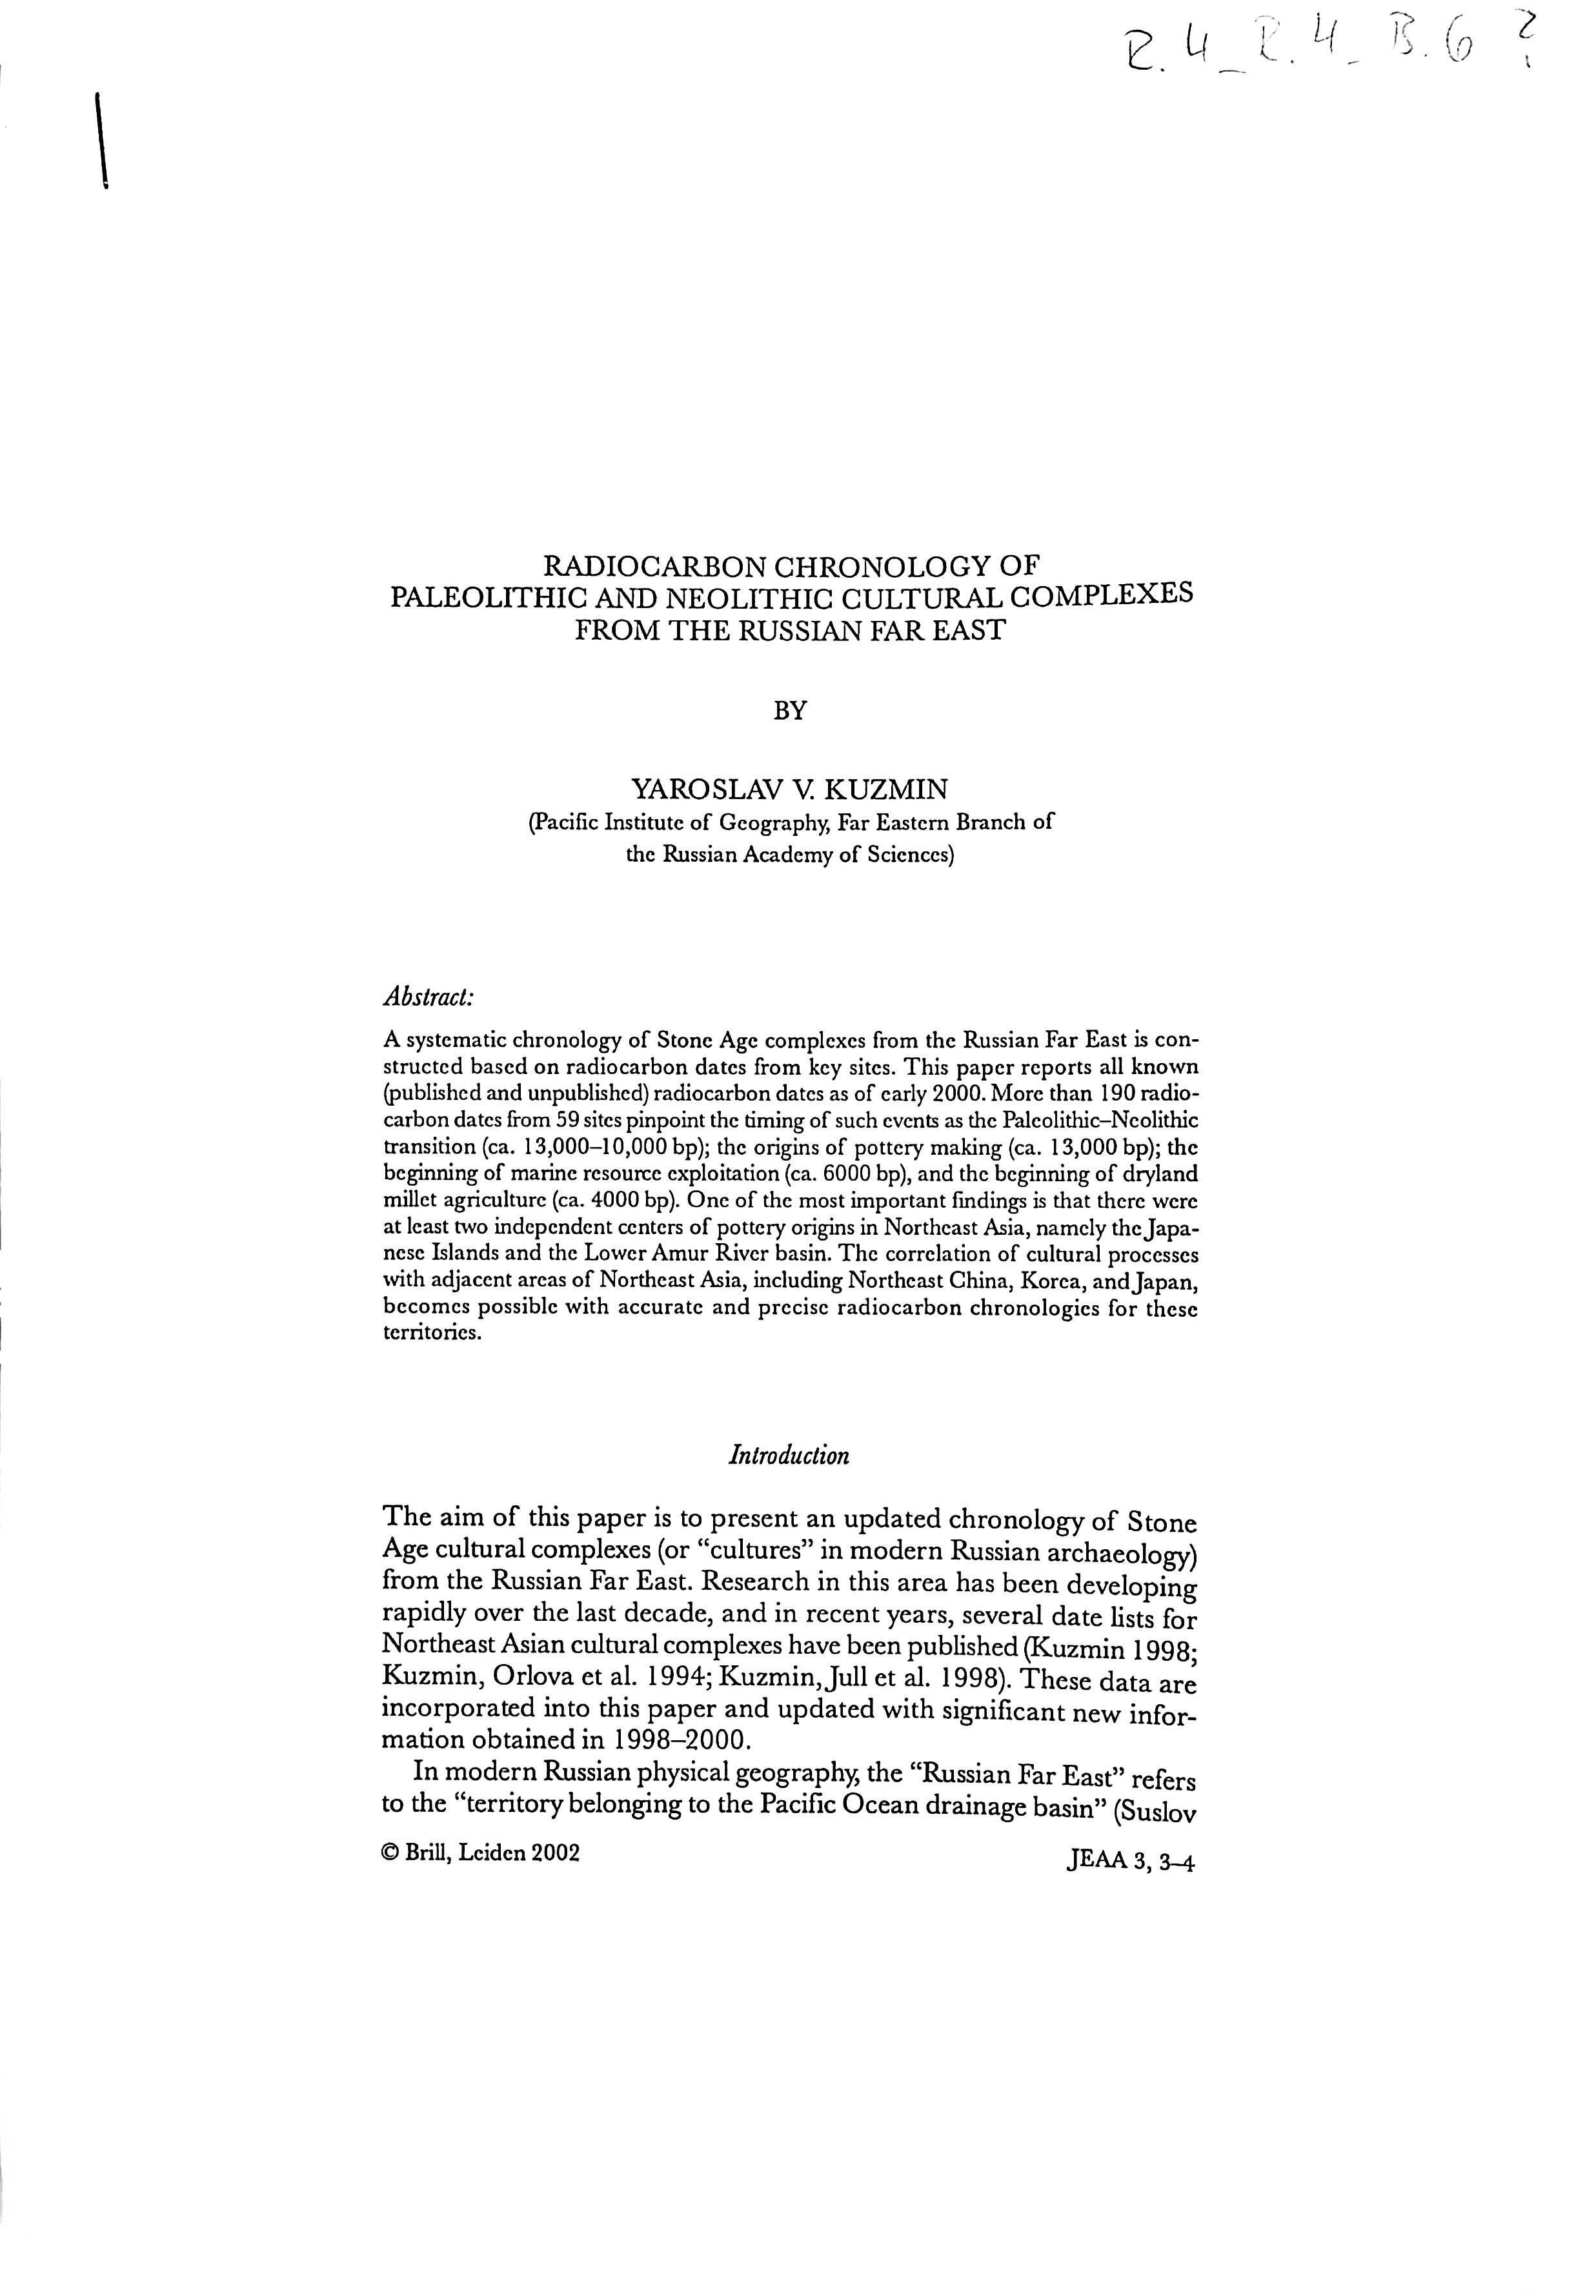 R.4_R.4_B.6?
RADIOCARBON CHRONOLOGY OF
PALEOLITHIC AND NEOLITHIC CULTURAL COMPLEXES
FROM THE RUSSIAN FAR EAST
BY
YAROSLAV V. KUZMIN
(Pacific Institute of Geography, Far Eastern Branch of
the Russian Academy of Sciences)
Abstract:
A systematic chronology of Stone Age complexes from the Russian Far East is con-
structed based on radiocarbon dates from key sites. This paper reports all known
(published and unpublished) radiocarbon dates as of early 2000. More than 190 radio-
carbon dates from 59 sites pinpoint the timing of such events as the Paleolithic–Neolithic
transition (ca. 13,000–10,000 bp); the origins of pottery making (ca. 13,000 bp); the
beginning of marine resource exploitation (ca. 6000 bp), and the beginning of dryland
millet agriculture (ca. 4000 bp). One of the most important findings is that there were
at least two independent centers of pottery origins in Northeast Asia, namely the Japa-
nese Islands and the Lower Amur River basin. The correlation of cultural processes
with adjacent areas of Northeast Asia, including Northeast China, Korea, and Japan,
becomes possible with accurate and precise radiocarbon chronologies for these
territories.
Introduction
The aim of this paper is to present an updated chronology of Stone
Age cultural complexes (or “cultures” in modern Russian archaeology)
from the Russian Far East. Research in this area has been developing
rapidly over the last decade, and in recent years, several date lists for
Northeast Asian cultural complexes have been published (Kuzmin 1998;
Kuzmin, Orlova et al. 1994; Kuzmin, Jull et al. 1998). These data are
incorporated into this paper and updated with significant new infor-
mation obtained in 1998–2000.
In modern Russian physical geography, the “Russian Far East” refers
to the “territory belonging to the Pacific Ocean drainage basin” (Suslov
© Brill, Leiden 2002
JEAA 3, 3–4